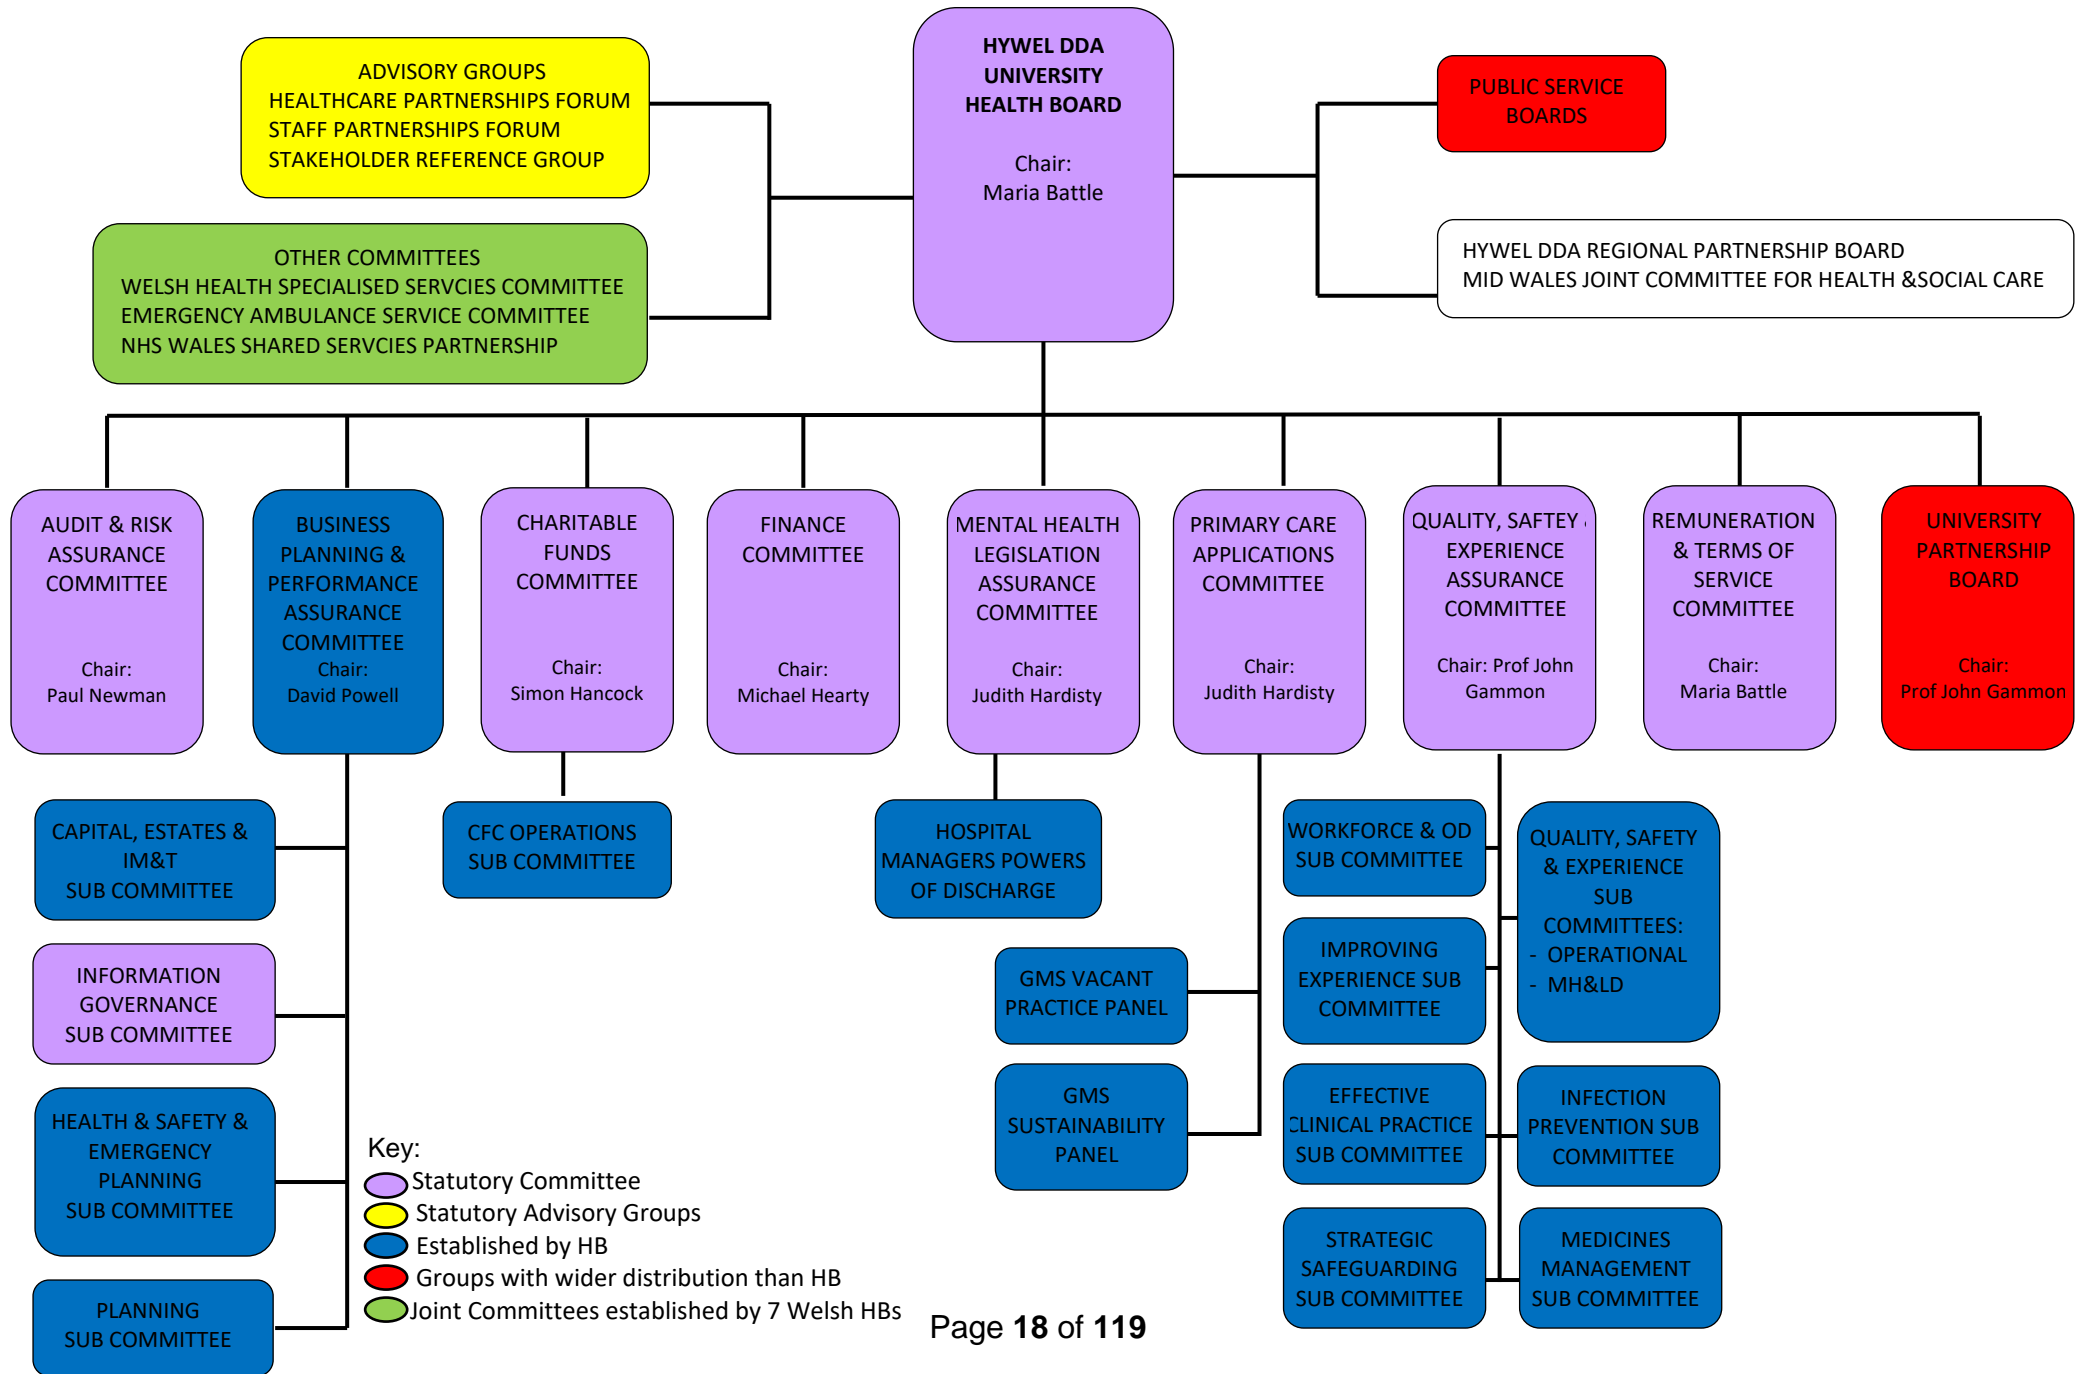 HYWEL DDA
UNIVERSITY
HEALTH BOARD
Chair:
Maria Battle
ADVISORY GROUPS
HEALTHCARE PARTNERSHIPS FORUM
STAFF PARTNERSHIPS FORUM
STAKEHOLDER REFERENCE GROUP
PUBLIC SERVICE
BOARDS
OTHER COMMITTEES
WELSH HEALTH SPECIALISED SERVCIES COMMITTEE
EMERGENCY AMBULANCE SERVICE COMMITTEE
NHS WALES SHARED SERVCIES PARTNERSHIP
HYWEL DDA REGIONAL PARTNERSHIP BOARD
MID WALES JOINT COMMITTEE FOR HEALTH &SOCIAL CARE
AUDIT & RISK
ASSURANCE
COMMITTEE
Chair:
Paul Newman
BUSINESS
PLANNING &
PERFORMANCE
ASSURANCE
COMMITTEE
Chair:
David Powell
CHARITABLE
FUNDS
COMMITTEE
Chair:
Simon Hancock
FINANCE
COMMITTEE
Chair:
Michael Hearty
MENTAL HEALTH
LEGISLATION
ASSURANCE
COMMITTEE
Chair:
Judith Hardisty
PRIMARY CARE
APPLICATIONS
COMMITTEE
Chair:
Judith Hardisty
QUALITY, SAFTEY
EXPERIENCE
ASSURANCE
COMMITTEE
Chair: Prof John
Gammon
REMUNERATION
& TERMS OF
SERVICE
COMMITTEE
Chair:
Maria Battle
UNIVERSITY
PARTNERSHIP
BOARD
Chair:
Prof John Gammon
CAPITAL, ESTATES &
IM&T
SUB COMMITTEE
INFORMATION
GOVERNANCE
SUB COMMITTEE
HEALTH & SAFETY &
EMERGENCY
PLANNING
SUB COMMITTEE
PLANNING
SUB COMMITTEE
CFC OPERATIONS
SUB COMMITTEE
HOSPITAL
MANAGERS POWERS
OF DISCHARGE
GMS VACANT
PRACTICE PANEL
GMS
SUSTAINABILITY
PANEL
WORKFORCE & OD
SUB COMMITTEE
IMPROVING
EXPERIENCE SUB
COMMITTEE
EFFECTIVE
CLINICAL PRACTICE
SUB COMMITTEE
STRATEGIC
SAFEGUARDING
SUB COMMITTEE
QUALITY, SAFETY
& EXPERIENCE
SUB
COMMITTEES:
- OPERATIONAL
- MH&LD
INFECTION
PREVENTION SUB
COMMITTEE
MEDICINES
MANAGEMENT
SUB COMMITTEE
Key:
Statutory Committee
Statutory Advisory Groups
Established by HB
Groups with wider distribution than HB
Joint Committees established by 7 Welsh HBs
Page 18 of 119